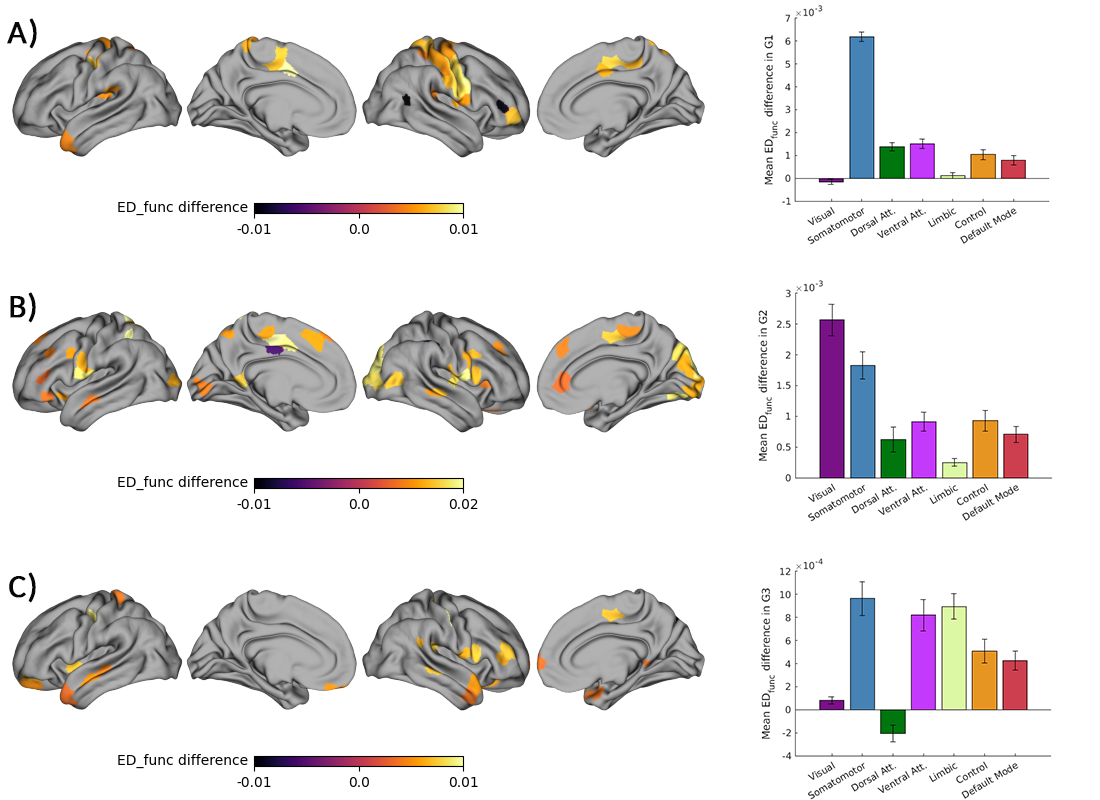 A)
ED_func difference
-0.01 0.0 0.01
×10⁻³
7
6
5
4
3
2
1
0
-1
Mean ED_func difference in G1
Visual
Somatomotor
Dorsal Att.
Ventral Att.
Limbic
Control
Default Mode
B)
ED_func difference
-0.01 0.0 0.02
×10⁻³
3
2.5
2
1.5
1
0.5
0
Mean ED_func difference in G2
Visual
Somatomotor
Dorsal Att.
Ventral Att.
Limbic
Control
Default Mode
C)
ED_func difference
-0.01 0.0 0.01
×10⁻⁴
12
10
8
6
4
2
0
-2
-4
Mean ED_func difference in G3
Visual
Somatomotor
Dorsal Att.
Ventral Att.
Limbic
Control
Default Mode